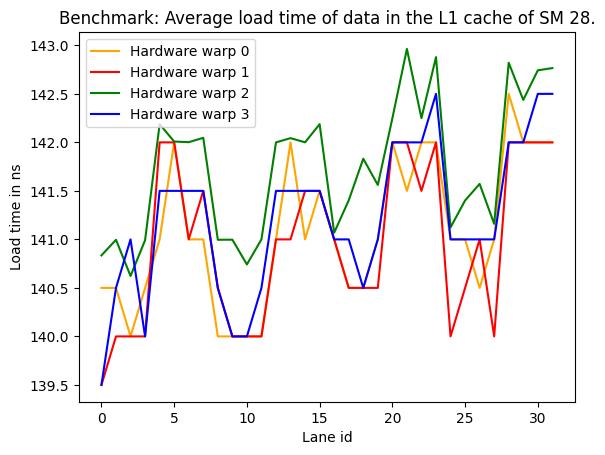 Benchmark: Average load time of data in the L1 cache of SM 28.
Hardware warp 0
Hardware warp 1
Hardware warp 2
Hardware warp 3
143.0
142.5
142.0
141.5
141.0
140.5
140.0
139.5
Load time in ns
0 5 10 15 20 25 30
Lane id